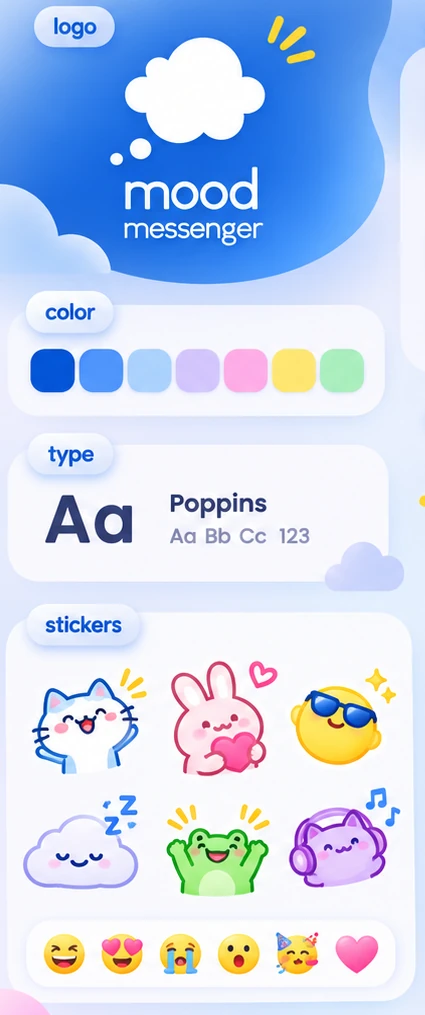 logo
mood
messenger
color
type
Aa
Poppins
Aa Bb Cc 123
stickers
z z z